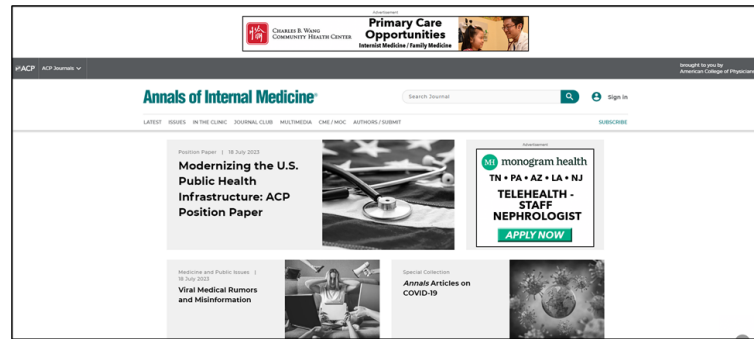 Advertisement
CHARLES B. WANG
COMMUNITY HEALTH CENTER
Primary Care
Opportunities
Internist Medicine / Family Medicine
ACP
ACP Journals
brought to you by
American College of Physicians
Annals of Internal Medicine®
Search Journal
Sign in
LATEST ISSUES IN THE CLINIC JOURNAL CLUB MULTIMEDIA CME / MOC AUTHORS / SUBMIT
SUBSCRIBE
Position Paper | 18 July 2023
Modernizing the U.S.
Public Health
Infrastructure: ACP
Position Paper
Advertisement
MH monogram health
TN • PA • AZ • LA • NJ
TELEHEALTH -
STAFF
NEPHROLOGIST
APPLY NOW
Medicine and Public Issues |
18 July 2023
Viral Medical Rumors
and Misinformation
Special Collection
Annals Articles on
COVID-19